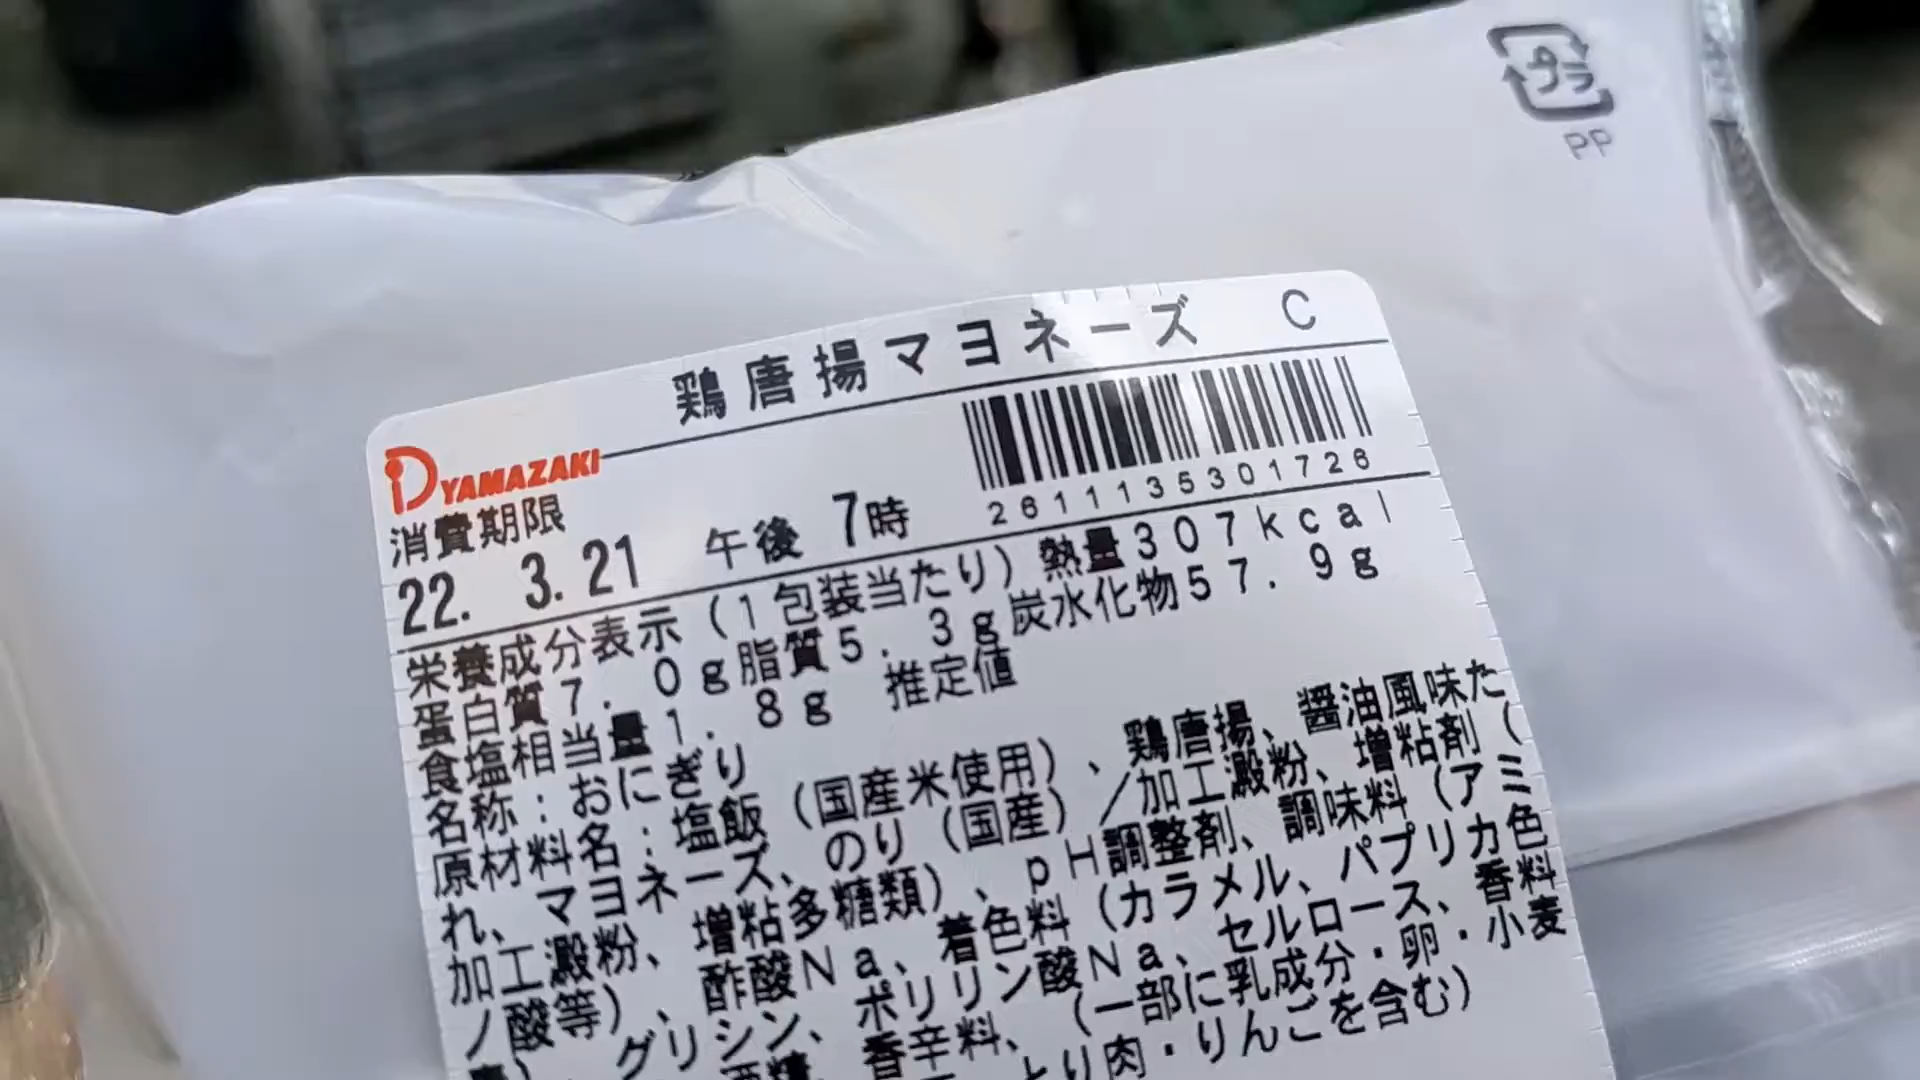 プラ
PP
鶏唐揚マヨネーズ C
YAMAZAKI
2611135301726
消費期限
22. 3. 21 午後 7時
栄養成分表示(1包装当たり)熱量307kcal
蛋白質7.0g脂質5.3g炭水化物57.9g
食塩相当量1.8g 推定値
名称:おにぎり
原材料名:塩飯(国産米使用)、鶏唐揚、醤油風味た
れ、マヨネーズ、のり(国産)/加工澱粉、増粘剤(
加工澱粉、増粘多糖類)、pH調整剤、調味料(アミ
ノ酸等)、酢酸Na、着色料(カラメル、パプリカ色
グリシン、ポリリン酸Na、セルロース、香料
香辛料、(一部に乳成分・卵・小麦
とり肉・りんごを含む)